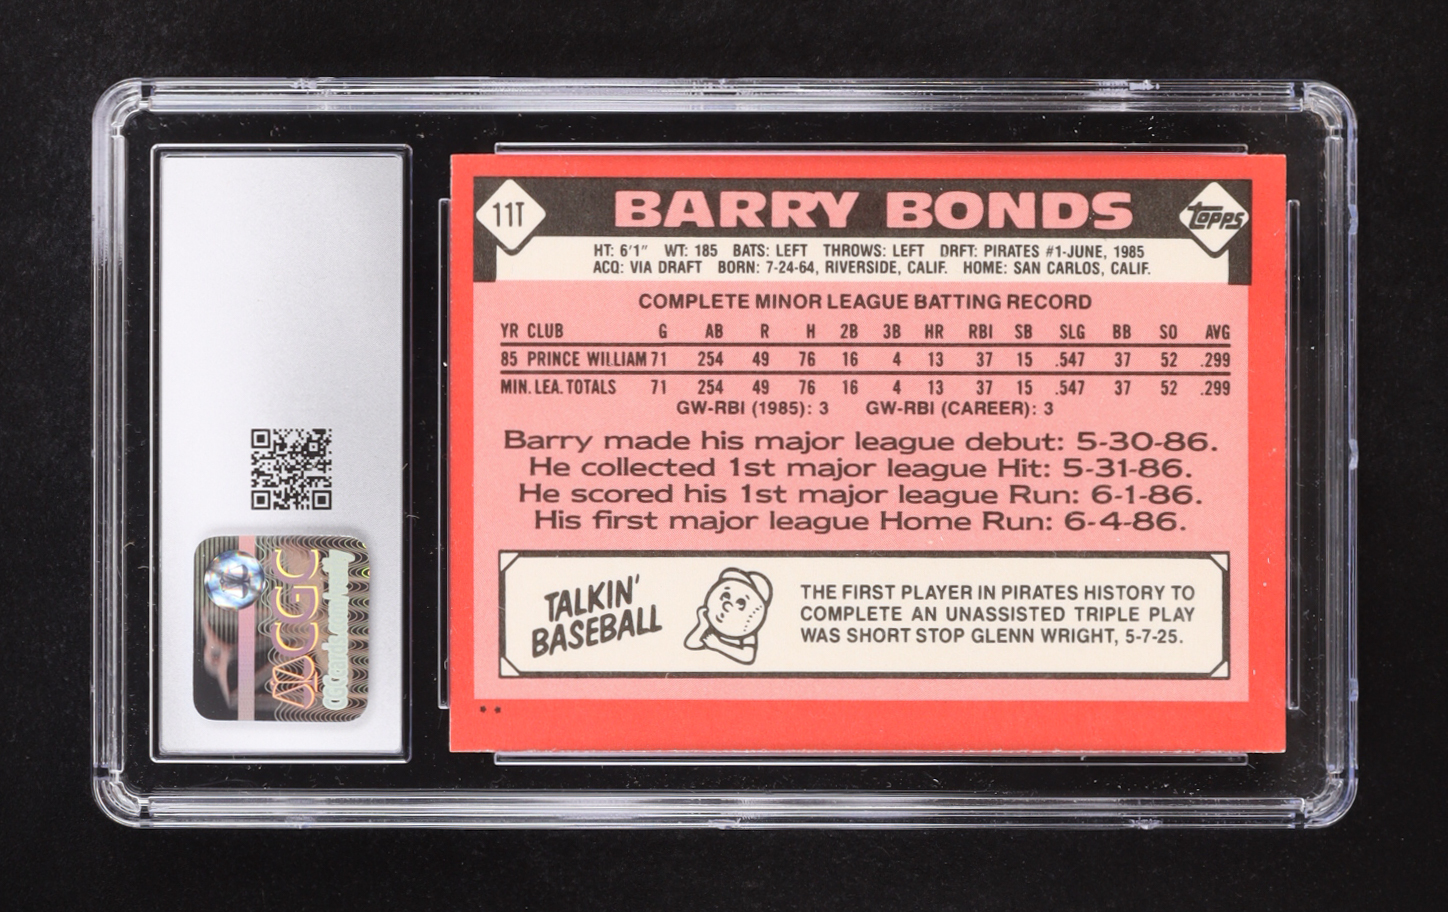 11T
BARRY BONDS
topps
HT: 6'1" WT: 185 BATS: LEFT THROWS: LEFT DRFT: PIRATES #1-JUNE, 1985
ACQ: VIA DRAFT BORN: 7-24-64, RIVERSIDE, CALIF. HOME: SAN CARLOS, CALIF.
COMPLETE MINOR LEAGUE BATTING RECORD
YR CLUB G AB R H 2B 3B HR RBI SB SLG BB SO AVG
85 PRINCE WILLIAM 71 254 49 76 16 4 13 37 15 .547 37 52 .299
MIN. LEA. TOTALS 71 254 49 76 16 4 13 37 15 .547 37 52 .299
GW-RBI (1985): 3 GW-RBI (CAREER): 3
Barry made his major league debut: 5-30-86.
He collected 1st major league Hit: 5-31-86.
He scored his 1st major league Run: 6-1-86.
His first major league Home Run: 6-4-86.
TALKIN'
BASEBALL
THE FIRST PLAYER IN PIRATES HISTORY TO
COMPLETE AN UNASSISTED TRIPLE PLAY
WAS SHORT STOP GLENN WRIGHT, 5-7-25.
* *
CGC